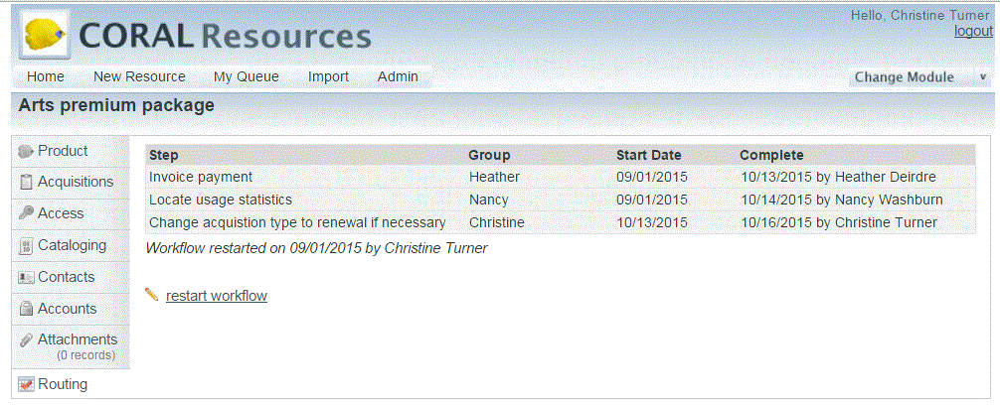 Hello, Christine Turner
logout
CORAL Resources
Home New Resource My Queue Import Admin
Change Module v
Arts premium package
Product
Acquisitions
Access
Cataloging
Contacts
Accounts
Attachments
(0 records)
Routing
Step Group Start Date Complete
Invoice payment Heather 09/01/2015 10/13/2015 by Heather Deirdre
Locate usage statistics Nancy 09/01/2015 10/14/2015 by Nancy Washburn
Change acquistion type to renewal if necessary Christine 10/13/2015 10/16/2015 by Christine Turner
Workflow restarted on 09/01/2015 by Christine Turner
restart workflow